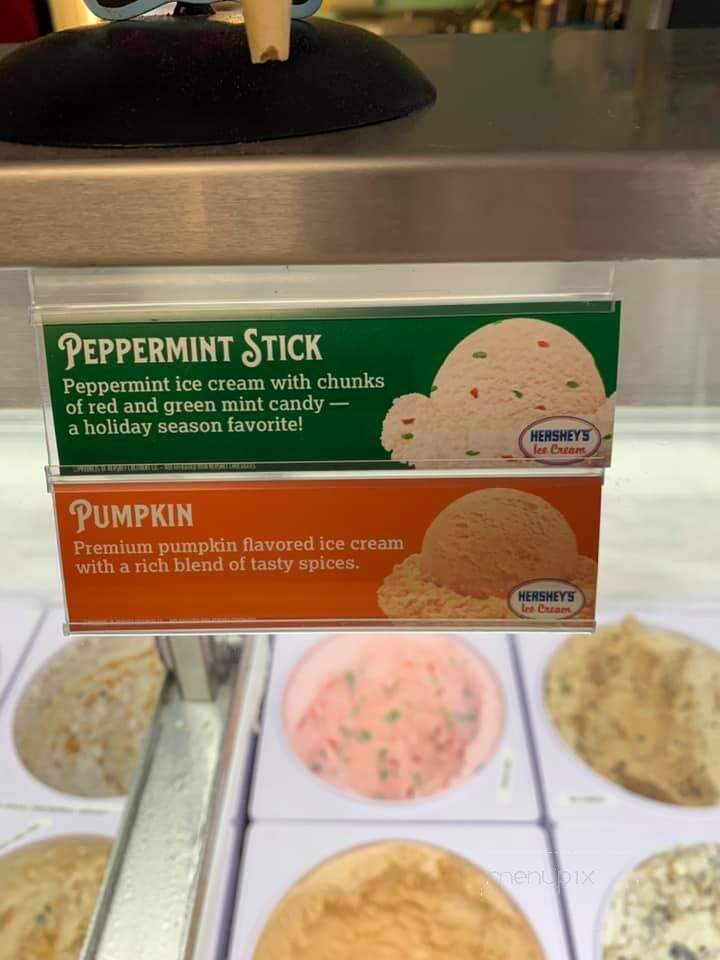 PEPPERMINT STICK
Peppermint ice cream with chunks
of red and green mint candy —
a holiday season favorite!
HERSHEY'S
Ice Cream
PUMPKIN
Premium pumpkin flavored ice cream
with a rich blend of tasty spices.
HERSHEY'S
Ice Cream
menupix